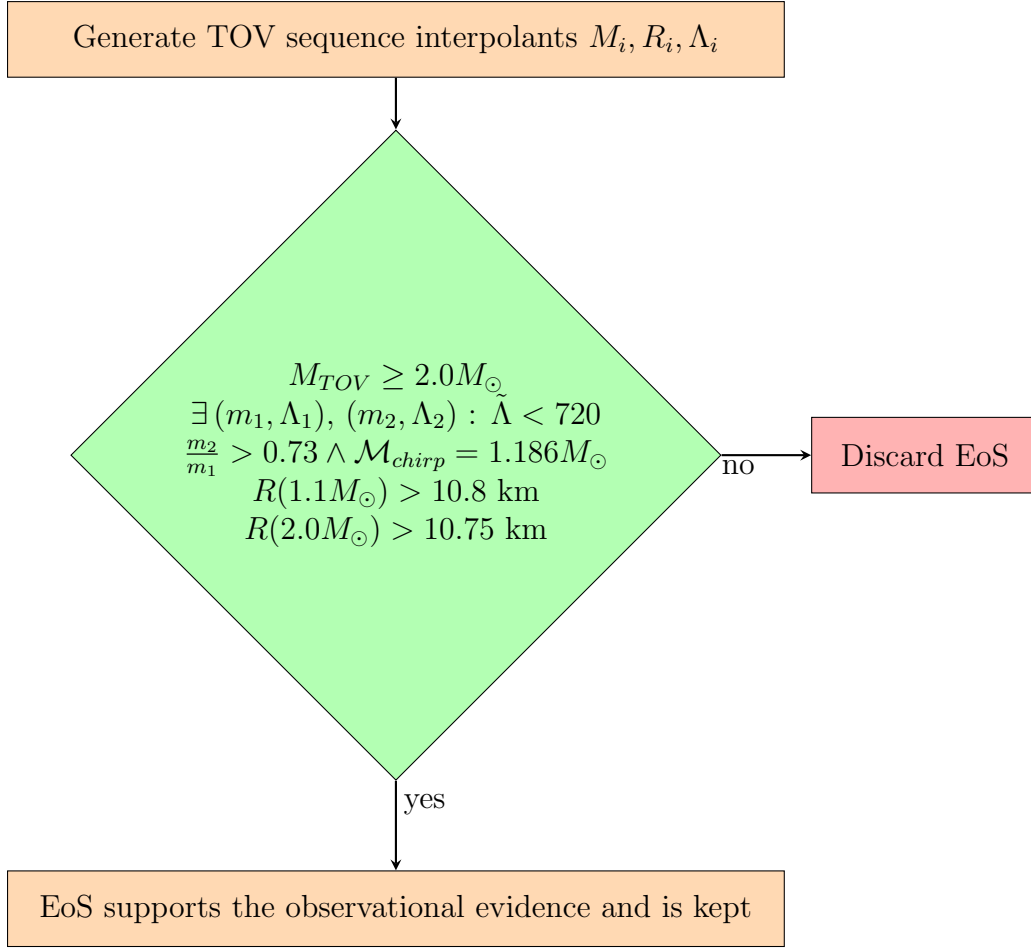 Generate TOV sequence interpolants $M_i, R_i, \Lambda_i$
$M_{TOV} \geq 2.0M_{\odot}$
$\exists\,(m_1, \Lambda_1),\,(m_2, \Lambda_2) :\, \tilde{\Lambda} < 720$
$\frac{m_2}{m_1} > 0.73 \wedge \mathcal{M}_{chirp} = 1.186M_{\odot}$
$R(1.1M_{\odot}) > 10.8$ km
$R(2.0M_{\odot}) > 10.75$ km
no
Discard EoS
yes
EoS supports the observational evidence and is kept